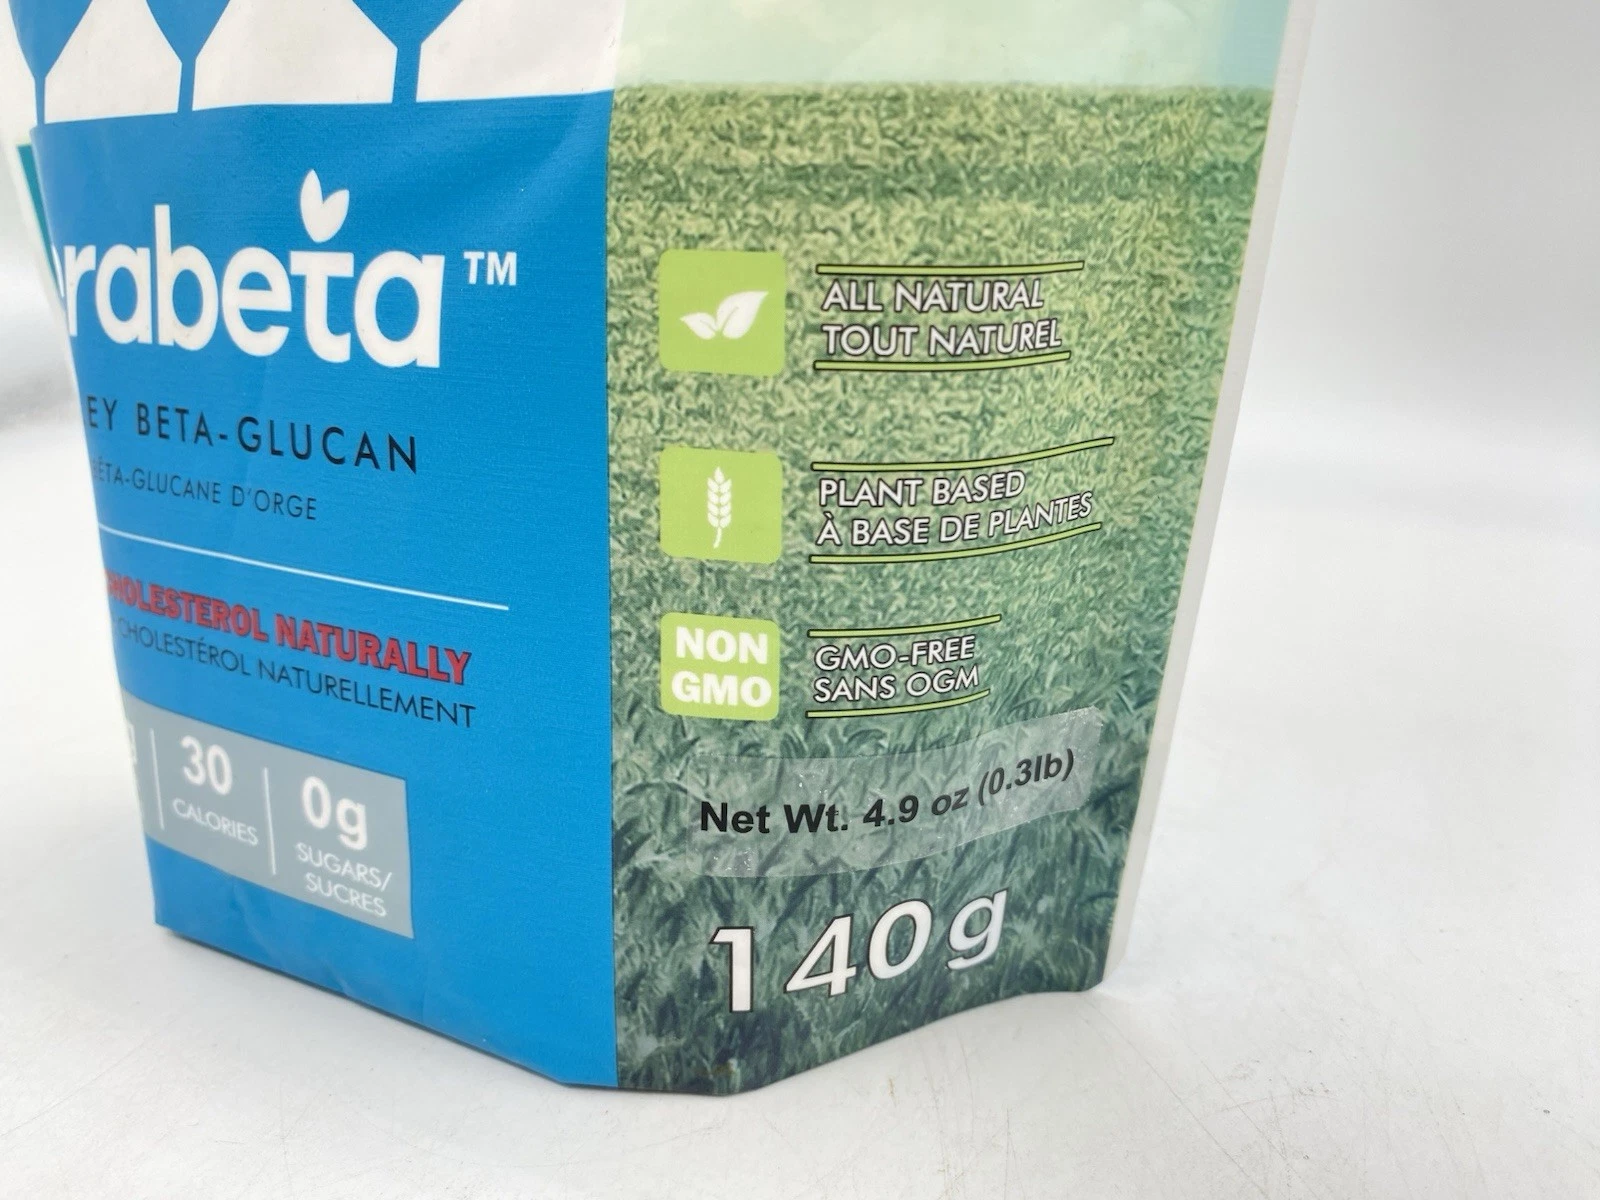 rabeta™
EY BETA-GLUCAN
BÉTA-GLUCANE D'ORGE
CHOLESTEROL NATURALLY
CHOLESTÉROL NATURELLEMENT
30
CALORIES
0g
SUGARS/
SUCRES
ALL NATURAL
TOUT NATUREL
PLANT BASED
À BASE DE PLANTES
NON
GMO
GMO-FREE
SANS OGM
Net Wt. 4.9 oz (0.3lb)
140g